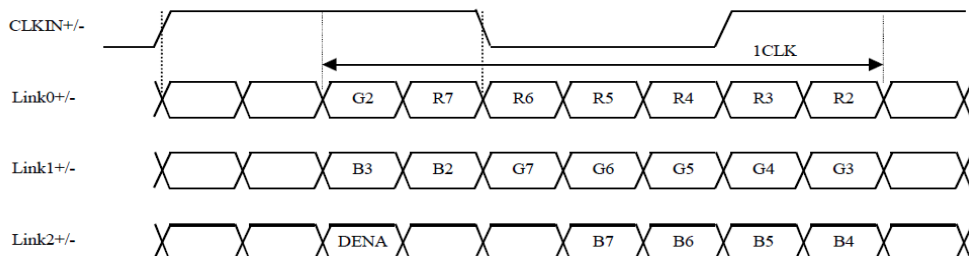 CLKIN+/-
1CLK
Link0+/- G2 R7 R6 R5 R4 R3 R2
Link1+/- B3 B2 G7 G6 G5 G4 G3
Link2+/- DENA B7 B6 B5 B4